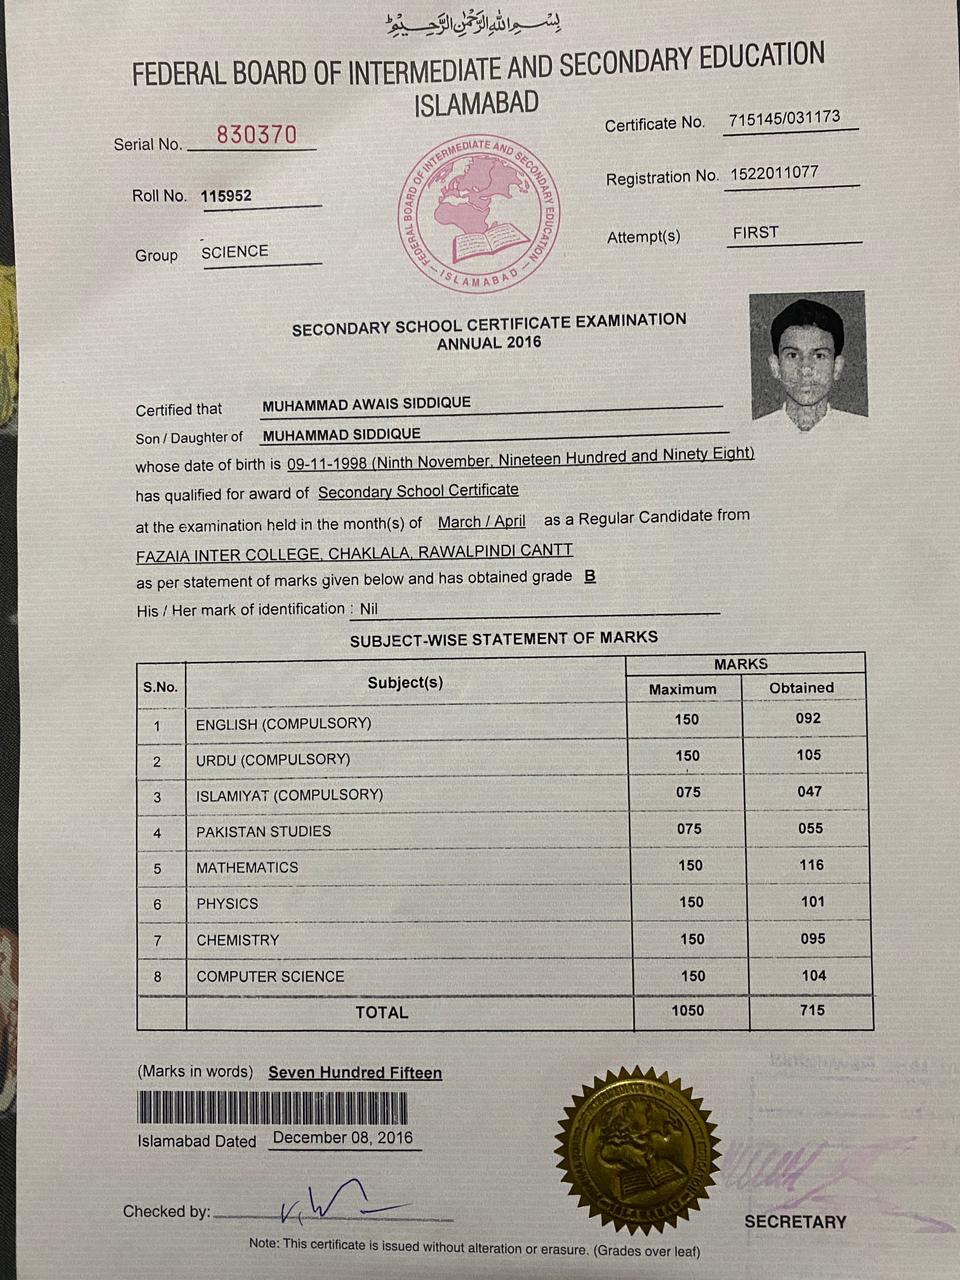 بسم الله الرحمن الرحيم
FEDERAL BOARD OF INTERMEDIATE AND SECONDARY EDUCATION
ISLAMABAD
Serial No. 830370
Certificate No. 715145/031173
Roll No. 115952
Registration No. 1522011077
Group SCIENCE
Attempt(s) FIRST
FEDERAL BOARD OF INTERMEDIATE AND SECONDARY EDUCATION
— ISLAMABAD —
SECONDARY SCHOOL CERTIFICATE EXAMINATION
ANNUAL 2016
Certified that MUHAMMAD AWAIS SIDDIQUE
Son / Daughter of MUHAMMAD SIDDIQUE
whose date of birth is 09-11-1998 (Ninth November, Nineteen Hundred and Ninety Eight)
has qualified for award of Secondary School Certificate
at the examination held in the month(s) of March / April as a Regular Candidate from
FAZAIA INTER COLLEGE, CHAKLALA, RAWALPINDI CANTT
as per statement of marks given below and has obtained grade B
His / Her mark of identification : Nil
SUBJECT-WISE STATEMENT OF MARKS
S.No. Subject(s) MARKS
Maximum Obtained
1 ENGLISH (COMPULSORY) 150 092
2 URDU (COMPULSORY) 150 105
3 ISLAMIYAT (COMPULSORY) 075 047
4 PAKISTAN STUDIES 075 055
5 MATHEMATICS 150 116
6 PHYSICS 150 101
7 CHEMISTRY 150 095
8 COMPUTER SCIENCE 150 104
TOTAL 1050 715
(Marks in words) Seven Hundred Fifteen
Islamabad Dated December 08, 2016
Checked by:
SECRETARY
Note: This certificate is issued without alteration or erasure. (Grades over leaf)